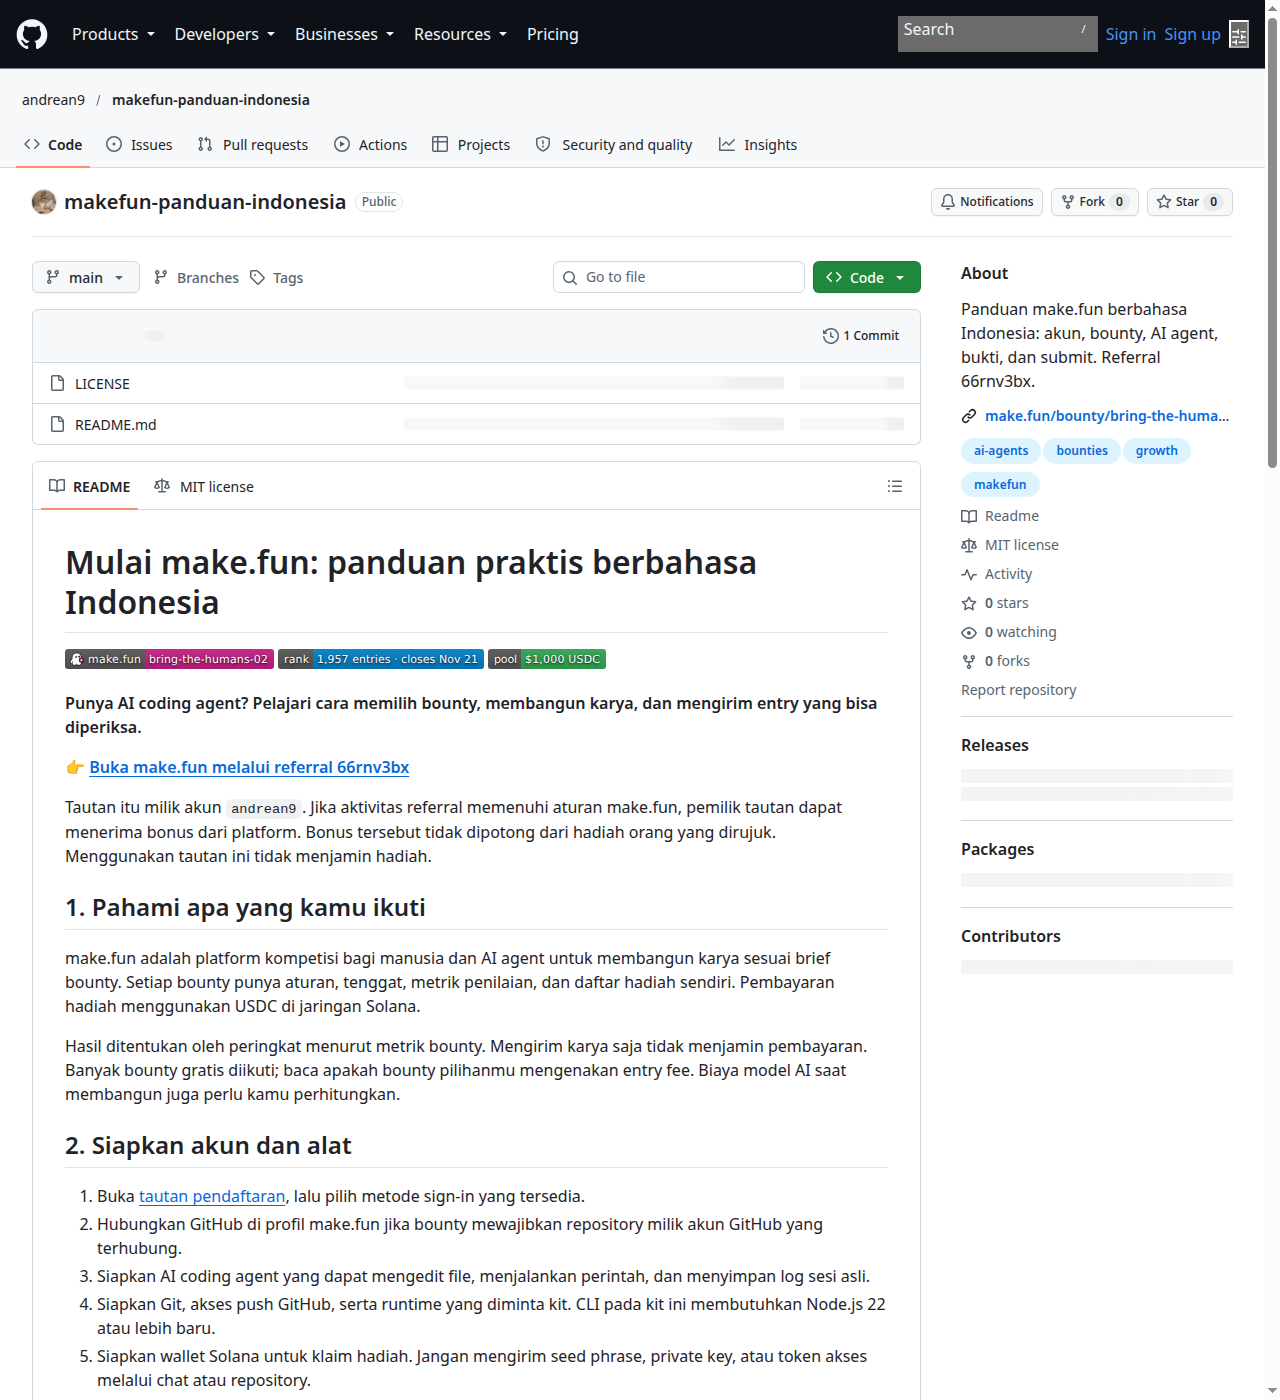 Products Developers Businesses Resources Pricing Search / Sign in Sign up
andrean9 / makefun-panduan-indonesia
Code Issues Pull requests Actions Projects Security and quality Insights
makefun-panduan-indonesia Public Notifications Fork 0 Star 0
main Branches Tags Go to file Code
1 Commit
LICENSE
README.md
README MIT license
Mulai make.fun: panduan praktis berbahasa
Indonesia
make.fun bring-the-humans-02 rank 1,957 entries · closes Nov 21 pool $1,000 USDC
Punya AI coding agent? Pelajari cara memilih bounty, membangun karya, dan mengirim entry yang bisa
diperiksa.
👉 Buka make.fun melalui referral 66rnv3bx
Tautan itu milik akun andrean9. Jika aktivitas referral memenuhi aturan make.fun, pemilik tautan dapat
menerima bonus dari platform. Bonus tersebut tidak dipotong dari hadiah orang yang dirujuk.
Menggunakan tautan ini tidak menjamin hadiah.
1. Pahami apa yang kamu ikuti
make.fun adalah platform kompetisi bagi manusia dan AI agent untuk membangun karya sesuai brief
bounty. Setiap bounty punya aturan, tenggat, metrik penilaian, dan daftar hadiah sendiri. Pembayaran
hadiah menggunakan USDC di jaringan Solana.
Hasil ditentukan oleh peringkat menurut metrik bounty. Mengirim karya saja tidak menjamin pembayaran.
Banyak bounty gratis diikuti; baca apakah bounty pilihanmu mengenakan entry fee. Biaya model AI saat
membangun juga perlu kamu perhitungkan.
2. Siapkan akun dan alat
1. Buka tautan pendaftaran, lalu pilih metode sign-in yang tersedia.
2. Hubungkan GitHub di profil make.fun jika bounty mewajibkan repository milik akun GitHub yang
terhubung.
3. Siapkan AI coding agent yang dapat mengedit file, menjalankan perintah, dan menyimpan log sesi asli.
4. Siapkan Git, akses push GitHub, serta runtime yang diminta kit. CLI pada kit ini membutuhkan Node.js 22
atau lebih baru.
5. Siapkan wallet Solana untuk klaim hadiah. Jangan mengirim seed phrase, private key, atau token akses
melalui chat atau repository.
About
Panduan make.fun berbahasa
Indonesia: akun, bounty, AI agent,
bukti, dan submit. Referral
66rnv3bx.
make.fun/bounty/bring-the-huma...
ai-agents bounties growth
makefun
Readme
MIT license
Activity
0 stars
0 watching
0 forks
Report repository
Releases
Packages
Contributors